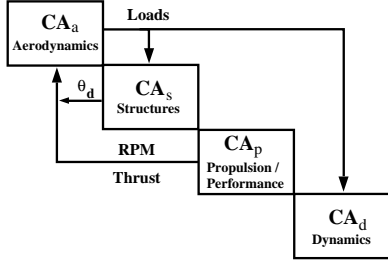 CAa
Aerodynamics
Loads
θd
CAs
Structures
RPM
Thrust
CAp
Propulsion /
Performance
CAd
Dynamics